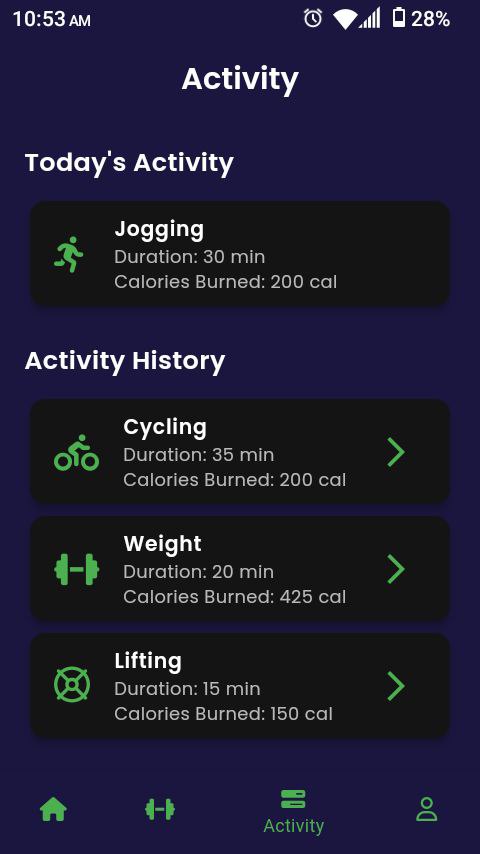 10:53 AM
28%
Activity
Today's Activity
Jogging
Duration: 30 min
Calories Burned: 200 cal
Activity History
Cycling
Duration: 35 min
Calories Burned: 200 cal
Weight
Duration: 20 min
Calories Burned: 425 cal
Lifting
Duration: 15 min
Calories Burned: 150 cal
Activity